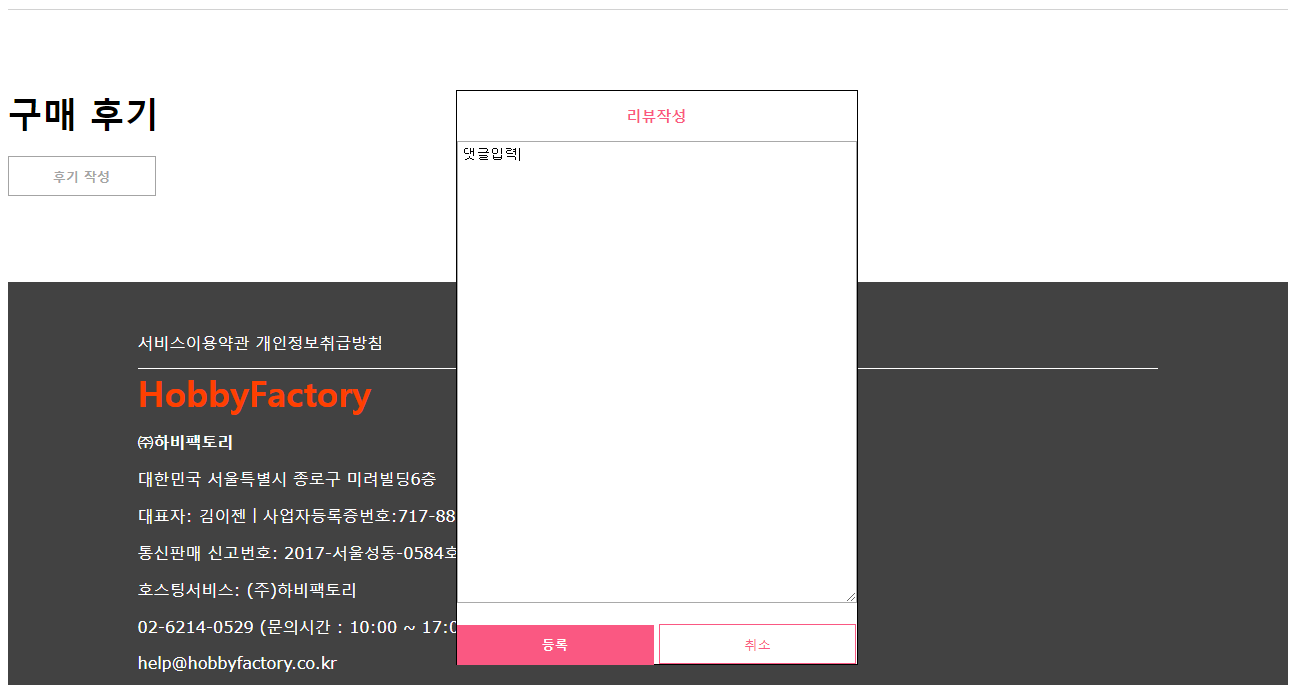 구매 후기
후기 작성
리뷰작성
댓글입력
등록
취소
서비스이용약관 개인정보취급방침
HobbyFactory
㈜하비팩토리
대한민국 서울특별시 종로구 미려빌딩6층
대표자: 김이젠 | 사업자등록증번호:717-88
통신판매 신고번호: 2017-서울성동-0584호
호스팅서비스: (주)하비팩토리
02-6214-0529 (문의시간 : 10:00 ~ 17:0
help@hobbyfactory.co.kr